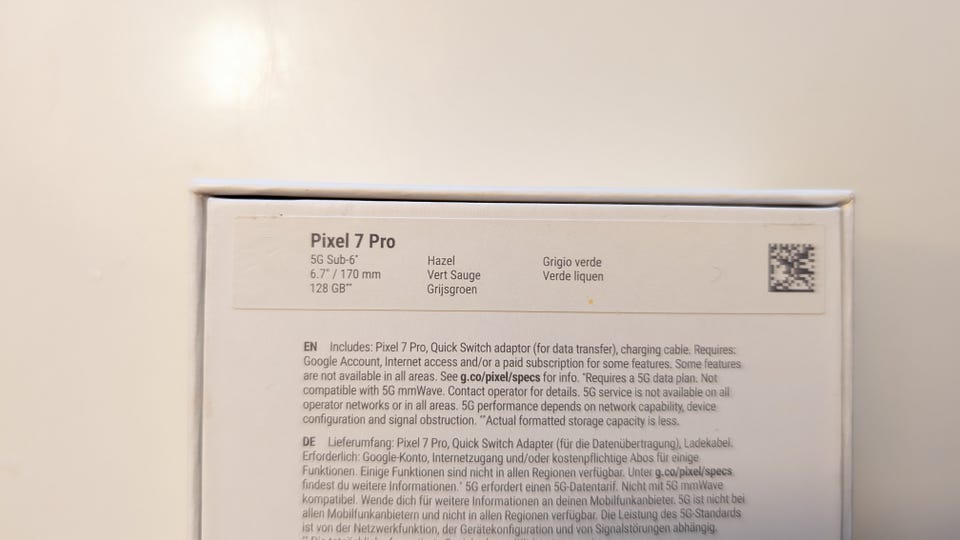 Pixel 7 Pro
5G Sub-6*
6.7" / 170 mm
128 GB**
Hazel
Vert Sauge
Grijsgroen
Grigio verde
Verde liquen
EN Includes: Pixel 7 Pro, Quick Switch adaptor (for data transfer), charging cable. Requires:
Google Account, Internet access and/or a paid subscription for some features. Some features
are not available in all areas. See g.co/pixel/specs for info. *Requires a 5G data plan. Not
compatible with 5G mmWave. Contact operator for details. 5G service is not available on all
operator networks or in all areas. 5G performance depends on network capability, device
configuration and signal obstruction. **Actual formatted storage capacity is less.
DE Lieferumfang: Pixel 7 Pro, Quick Switch Adapter (für die Datenübertragung), Ladekabel.
Erforderlich: Google-Konto, Internetzugang und/oder kostenpflichtige Abos für einige
Funktionen. Einige Funktionen sind nicht in allen Regionen verfügbar. Unter g.co/pixel/specs
findest du weitere Informationen.* 5G erfordert einen 5G-Datentarif. Nicht mit 5G mmWave
kompatibel. Wende dich für weitere Informationen an deinen Mobilfunkanbieter. 5G ist nicht bei
allen Mobilfunkanbietern und nicht in allen Regionen verfügbar. Die Leistung des 5G-Standards
ist von der Netzwerkfunktion, der Gerätekonfiguration und von Signalstörungen abhängig.